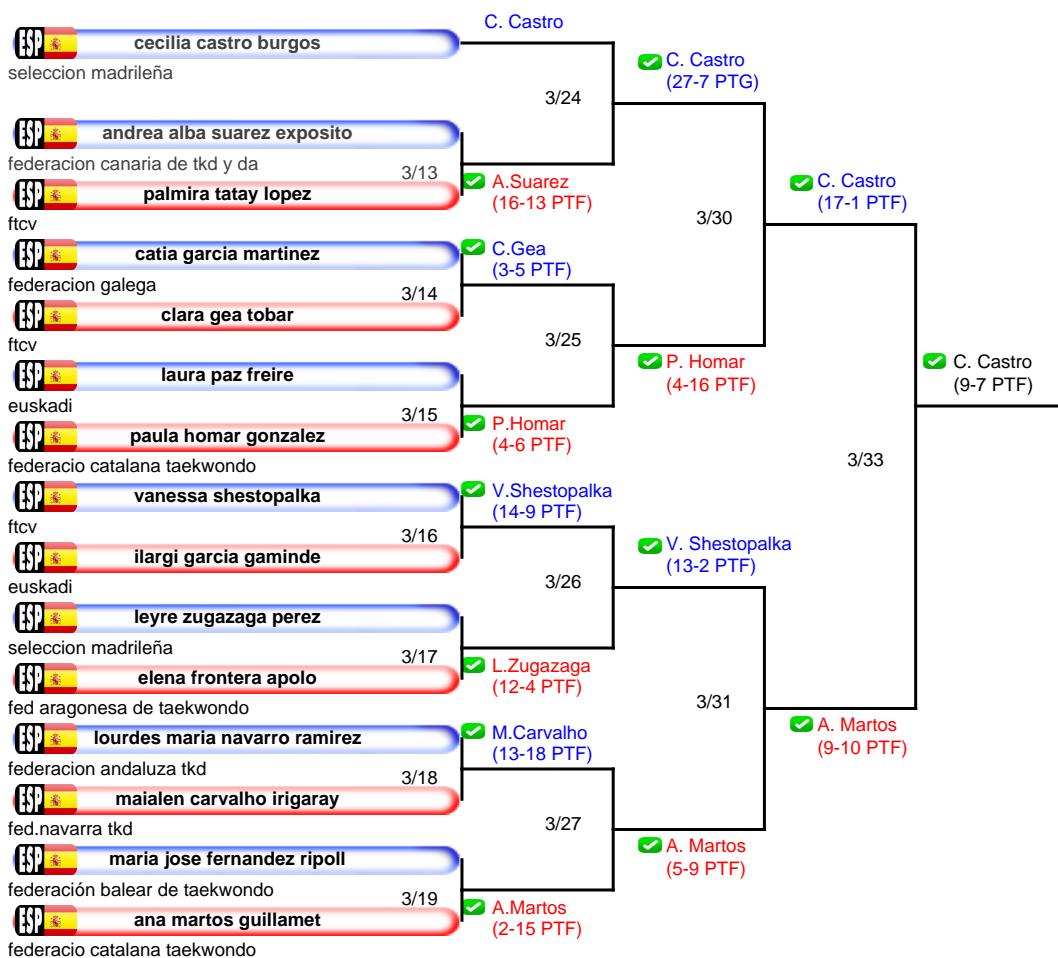 C. Castro
ESP cecilia castro burgos
seleccion madrileña
C. Castro
(27-7 PTG)
3/24
ESP andrea alba suarez exposito
federacion canaria de tkd y da
3/13
ESP palmira tatay lopez
ftcv
A.Suarez
(16-13 PTF)
C. Castro
(17-1 PTF)
3/30
ESP catia garcia martinez
federacion galega
C.Gea
(3-5 PTF)
3/14
ESP clara gea tobar
ftcv
3/25
ESP laura paz freire
euskadi
P. Homar
(4-16 PTF)
C. Castro
(9-7 PTF)
3/15
ESP paula homar gonzalez
federacio catalana taekwondo
P.Homar
(4-6 PTF)
3/33
ESP vanessa shestopalka
ftcv
V.Shestopalka
(14-9 PTF)
3/16
ESP ilargi garcia gaminde
euskadi
V. Shestopalka
(13-2 PTF)
3/26
ESP leyre zugazaga perez
seleccion madrileña
3/17
ESP elena frontera apolo
fed aragonesa de taekwondo
L.Zugazaga
(12-4 PTF)
3/31
ESP lourdes maria navarro ramirez
federacion andaluza tkd
M.Carvalho
(13-18 PTF)
A. Martos
(9-10 PTF)
3/18
ESP maialen carvalho irigaray
fed.navarra tkd
3/27
ESP maria jose fernandez ripoll
federación balear de taekwondo
A. Martos
(5-9 PTF)
3/19
ESP ana martos guillamet
federacio catalana taekwondo
A.Martos
(2-15 PTF)